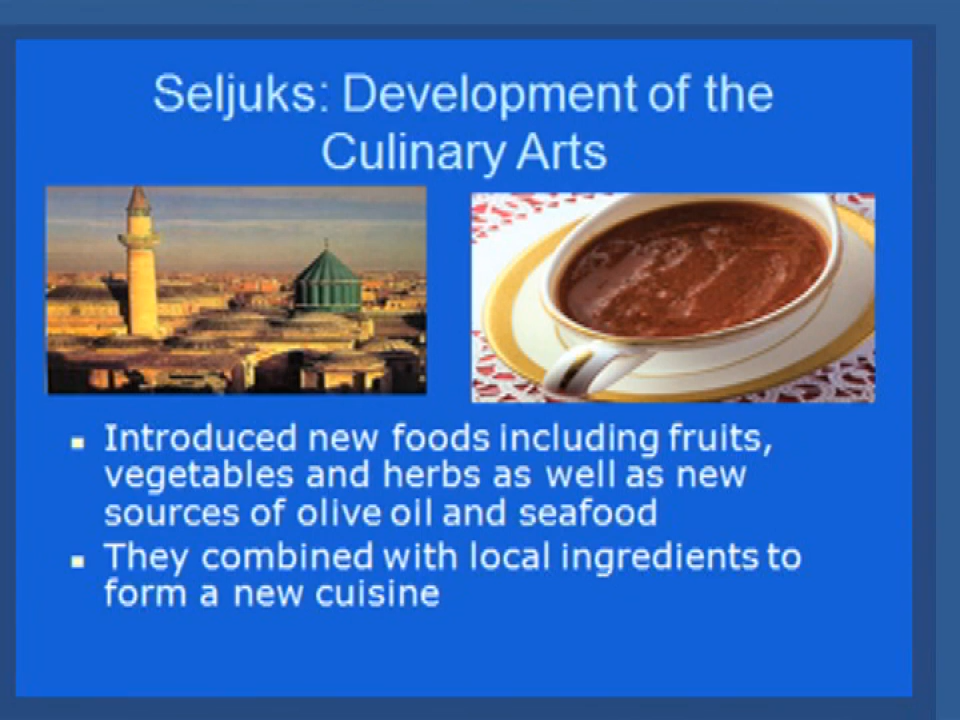 Seljuks: Development of the
Culinary Arts
Introduced new foods including fruits,
vegetables and herbs as well as new
sources of olive oil and seafood
They combined with local ingredients to
form a new cuisine